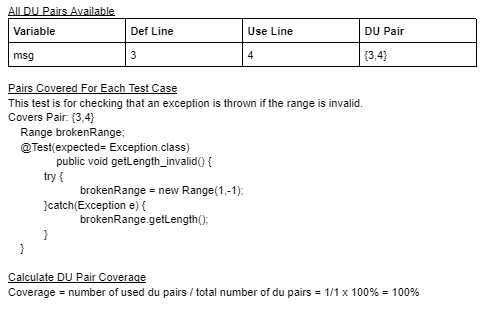 All DU Pairs Available
Variable Def Line Use Line DU Pair
msg 3 4 {3,4}
Pairs Covered For Each Test Case
This test is for checking that an exception is thrown if the range is invalid.
Covers Pair: {3,4}
Range brokenRange;
@Test(expected= Exception.class)
public void getLength_invalid() {
try {
brokenRange = new Range(1,-1);
}catch(Exception e) {
brokenRange.getLength();
}
}
Calculate DU Pair Coverage
Coverage = number of used du pairs / total number of du pairs = 1/1 x 100% = 100%